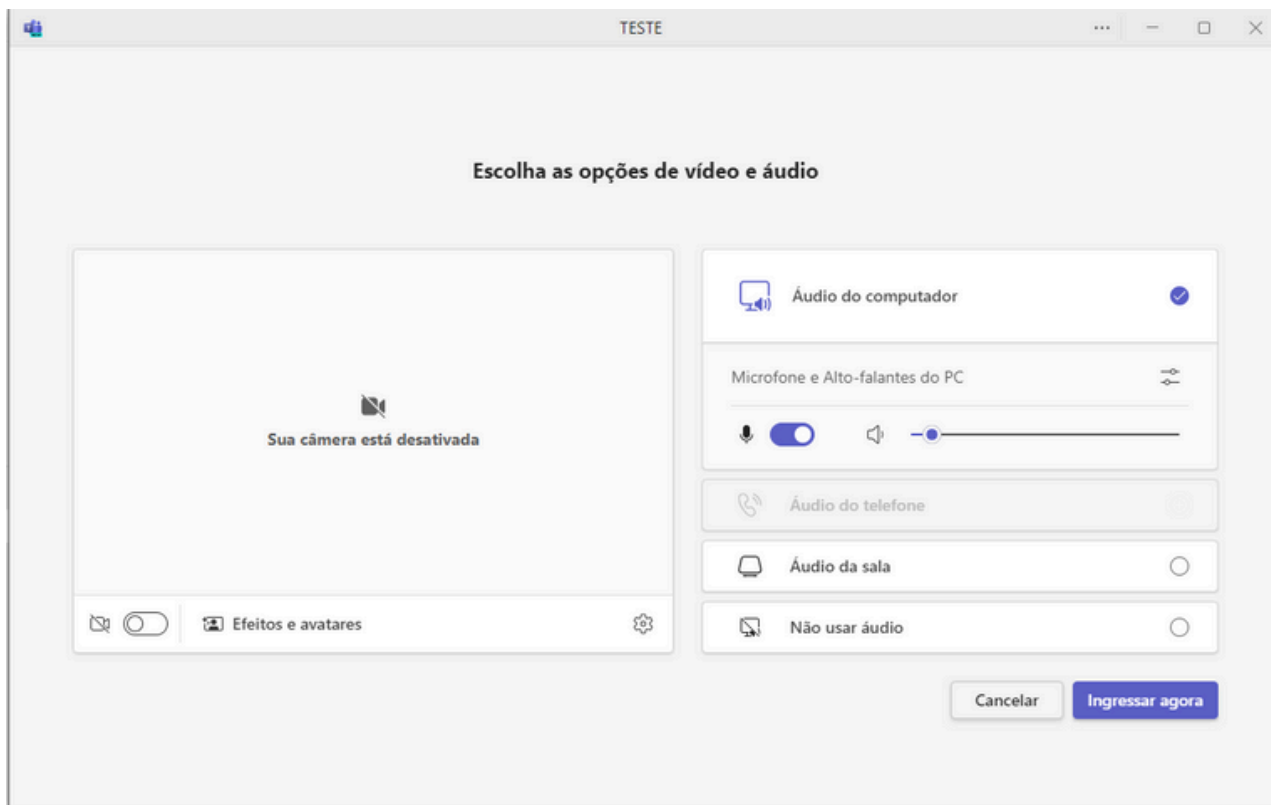 TESTE
Escolha as opções de vídeo e áudio
Sua câmera está desativada
Efeitos e avatares
Áudio do computador
Microfone e Alto-falantes do PC
Áudio do telefone
Áudio da sala
Não usar áudio
Cancelar
Ingressar agora